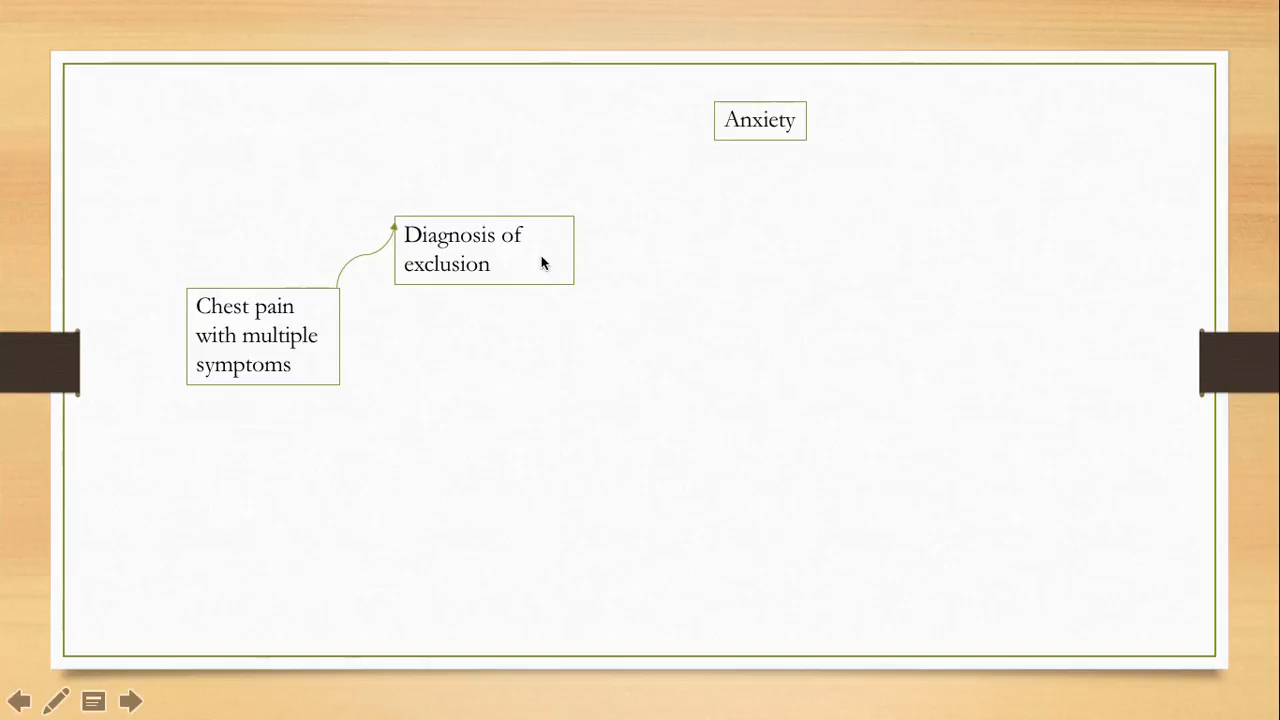 Anxiety
Diagnosis of
exclusion
Chest pain
with multiple
symptoms